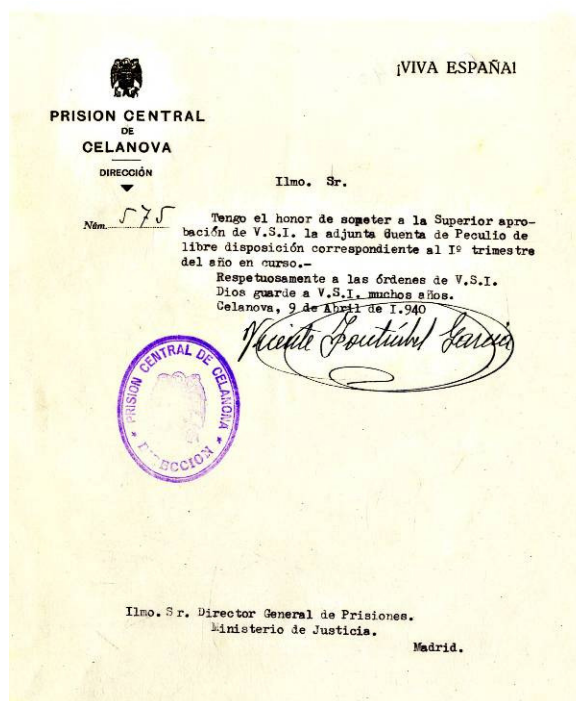 ¡VIVA ESPAÑA!
PRISION CENTRAL
DE
CELANOVA
DIRECCIÓN
Ilmo. Sr.
Núm. 575
Tengo el honor de someter a la Superior apro-
bación de V.S.I. la adjunta Cuenta de Peculio de
libre disposición correspondiente al Iº trimestre
del año en curso.-
Respetuosamente a las órdenes de V.S.I.
Dios guarde a V.S.I. muchos años.
Celanova, 9 de Abril de I.940
Vicente García
PRISION CENTRAL DE CELANOVA
DIRECCION
Ilmo. Sr. Director General de Prisiones.
Ministerio de Justicia.
Madrid.